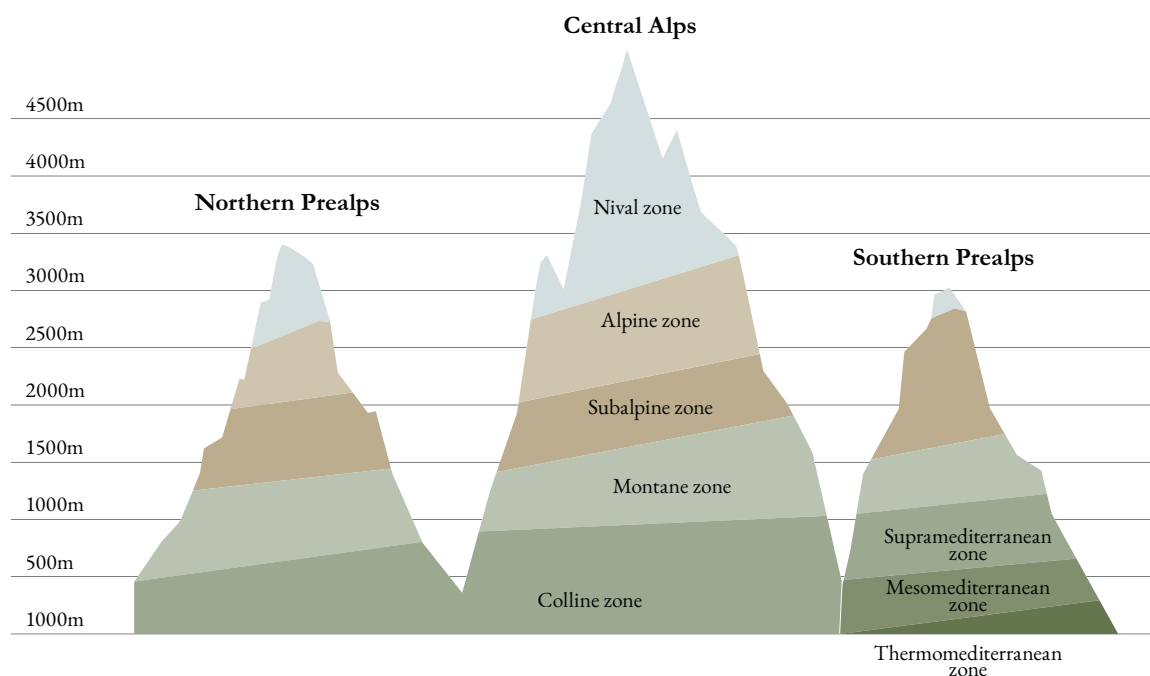 Central Alps
4500m
4000m
Northern Prealps
3500m
Nival zone
Southern Prealps
3000m
Alpine zone
2500m
2000m
Subalpine zone
1500m
Montane zone
1000m
Supramediterranean
zone
500m
Mesomediterranean
zone
Colline zone
1000m
Thermomediterranean
zone